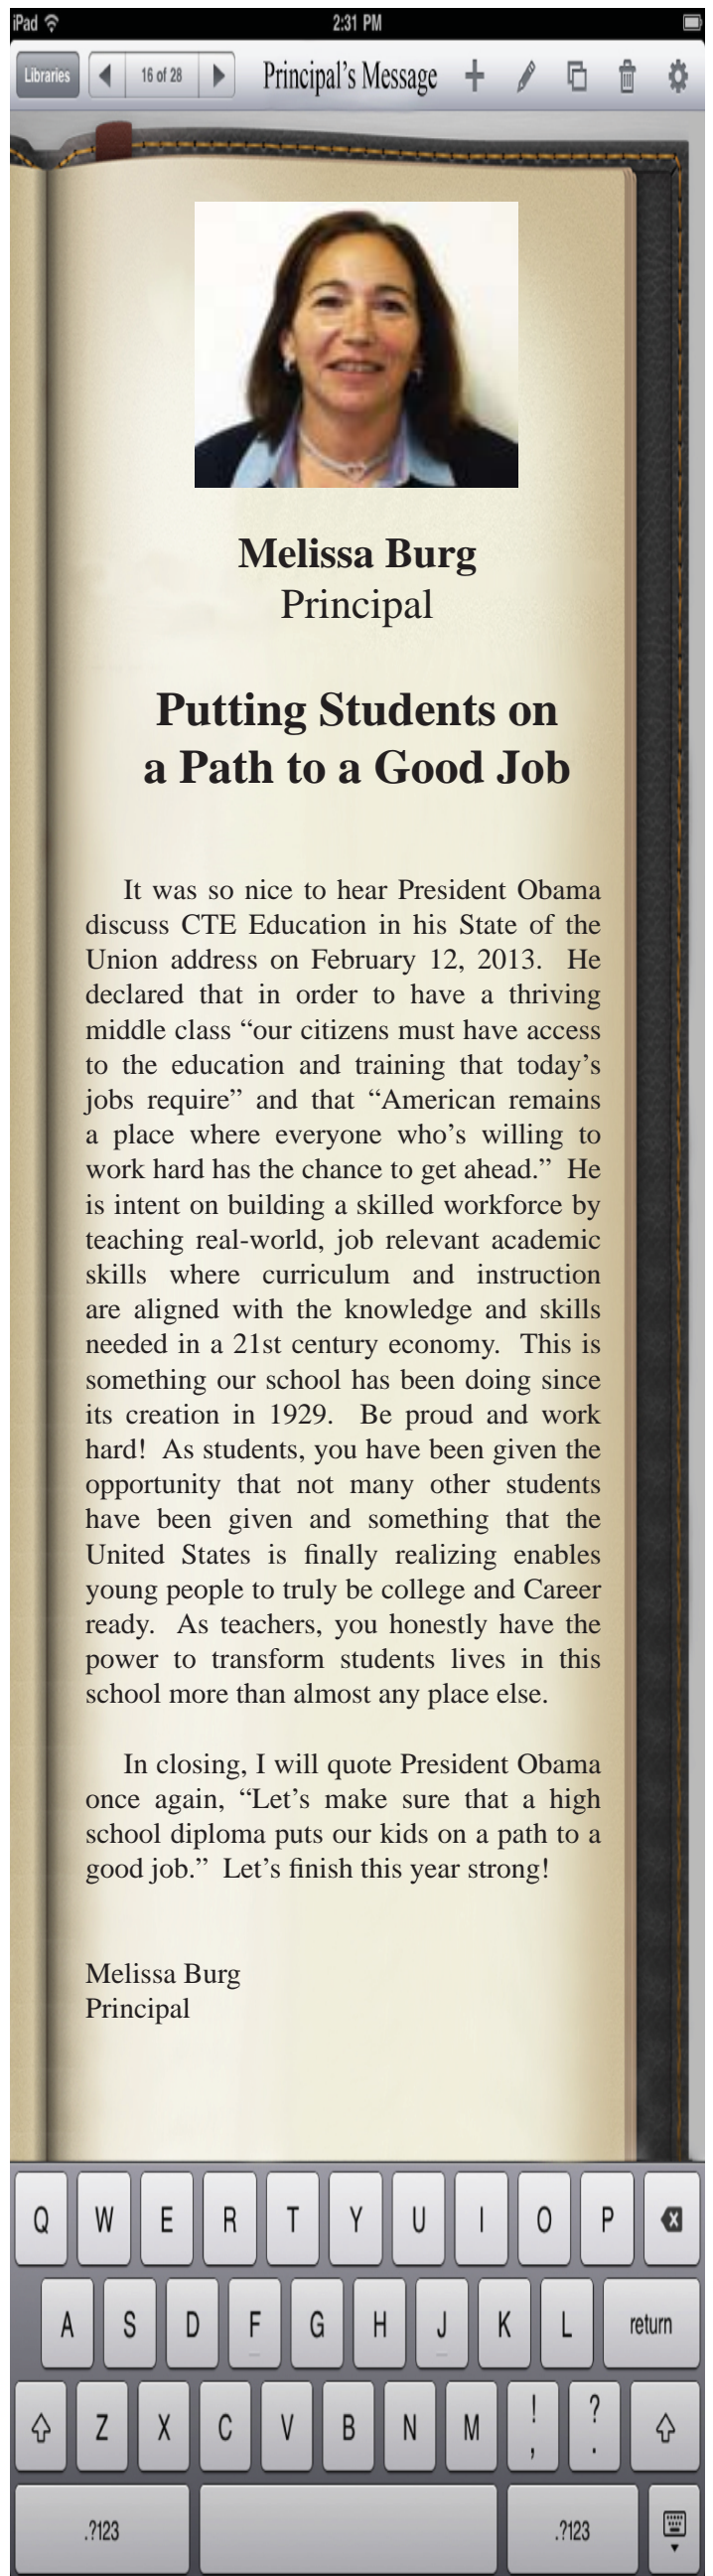 iPad 2:31 PM
Libraries 16 of 28 Principal's Message
Melissa Burg
Principal
Putting Students on
a Path to a Good Job
It was so nice to hear President Obama
discuss CTE Education in his State of the
Union address on February 12, 2013. He
declared that in order to have a thriving
middle class “our citizens must have access
to the education and training that today’s
jobs require” and that “American remains
a place where everyone who’s willing to
work hard has the chance to get ahead.” He
is intent on building a skilled workforce by
teaching real-world, job relevant academic
skills where curriculum and instruction
are aligned with the knowledge and skills
needed in a 21st century economy. This is
something our school has been doing since
its creation in 1929. Be proud and work
hard! As students, you have been given the
opportunity that not many other students
have been given and something that the
United States is finally realizing enables
young people to truly be college and Career
ready. As teachers, you honestly have the
power to transform students lives in this
school more than almost any place else.
In closing, I will quote President Obama
once again, “Let’s make sure that a high
school diploma puts our kids on a path to a
good job.” Let’s finish this year strong!
Melissa Burg
Principal
Q W E R T Y U I O P
A S D F G H J K L return
Z X C V B N M ! , ? .
.?123 .?123